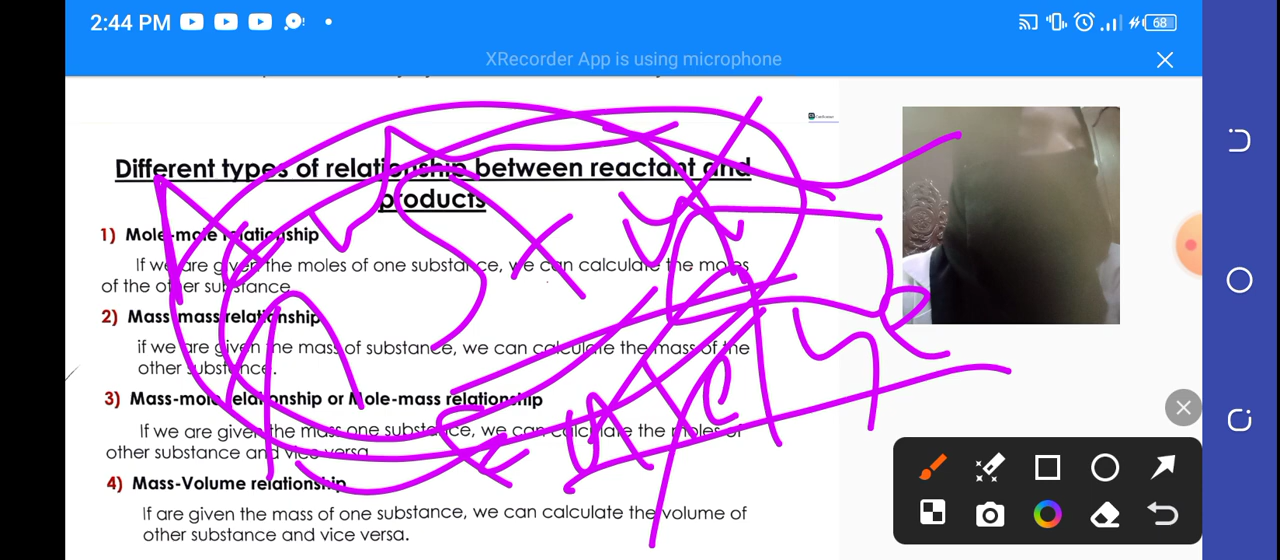 2:44 PM
68
XRecorder App is using microphone
Different types of relationship between reactant and
products
1) Mole-mole relationship
If we are given the moles of one substance, we can calculate the moles
of the other substance
2) Mass-mass relationship
if we are given the mass of substance, we can calculate the mass of the
other substance.
3) Mass-mole relationship or Mole-mass relationship
If we are given the mass one substance, we can calculate the moles of
other substance and vice versa
4) Mass-Volume relationship
If are given the mass of one substance, we can calculate the volume of
other substance and vice versa.